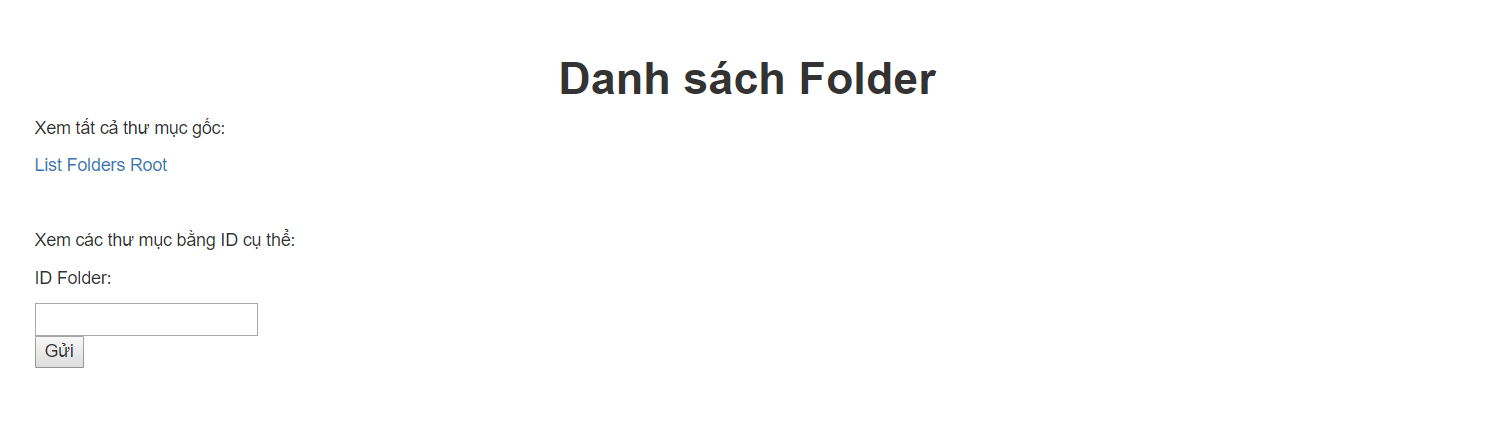 Danh sách Folder
Xem tất cả thư mục gốc:
List Folders Root
Xem các thư mục bằng ID cụ thể:
ID Folder:
Gửi